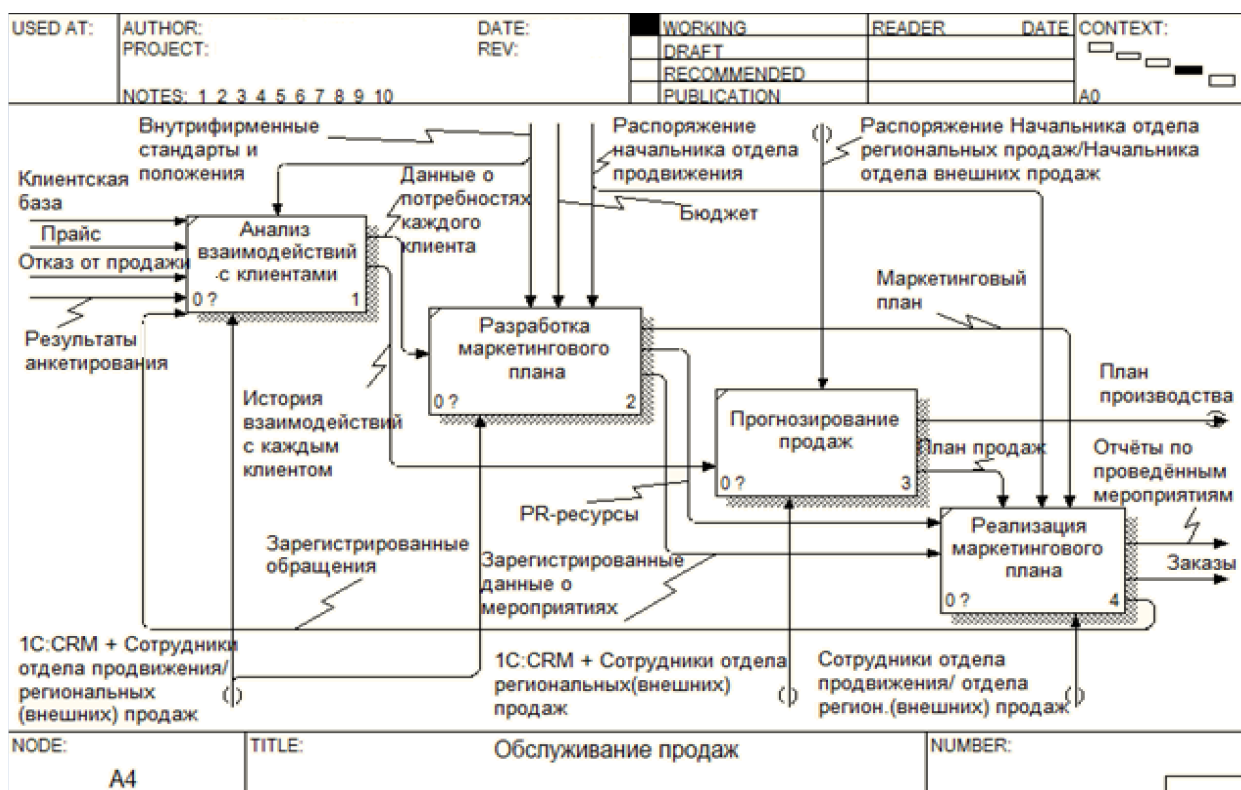 USED AT:
AUTHOR:
DATE:
PROJECT:
REV:
NOTES: 1 2 3 4 5 6 7 8 9 10
WORKING
DRAFT
RECOMMENDED
PUBLICATION
READER
DATE
CONTEXT:
A0
Внутрифирменные
стандарты и
положения
Распоряжение
начальника отдела
продвижения
Распоряжение Начальника отдела
региональных продаж/Начальника
отдела внешних продаж
Клиентская
база
Прайс
Отказ от продажи
Результаты
анкетирования
Данные о
потребностях
каждого
клиента
Бюджет
Анализ
взаимодействий
с клиентами
0 ?
1
Маркетинговый
план
Разработка
маркетингового
плана
0 ?
2
История
взаимодействий
с каждым
клиентом
План
производства
Прогнозирование
продаж
0 ?
3
План продаж
Отчёты по
проведённым
мероприятиям
PR-ресурсы
Реализация
маркетингового
плана
0 ?
4
Заказы
Зарегистрированные
обращения
Зарегистрированные
данные о
мероприятиях
1С:CRM + Сотрудники
отдела продвижения/
региональных
(внешних) продаж
1С:CRM + Сотрудники отдела
региональных(внешних)
продаж
Сотрудники отдела
продвижения/ отдела
регион.(внешних) продаж
NODE:
A4
TITLE:
Обслуживание продаж
NUMBER: